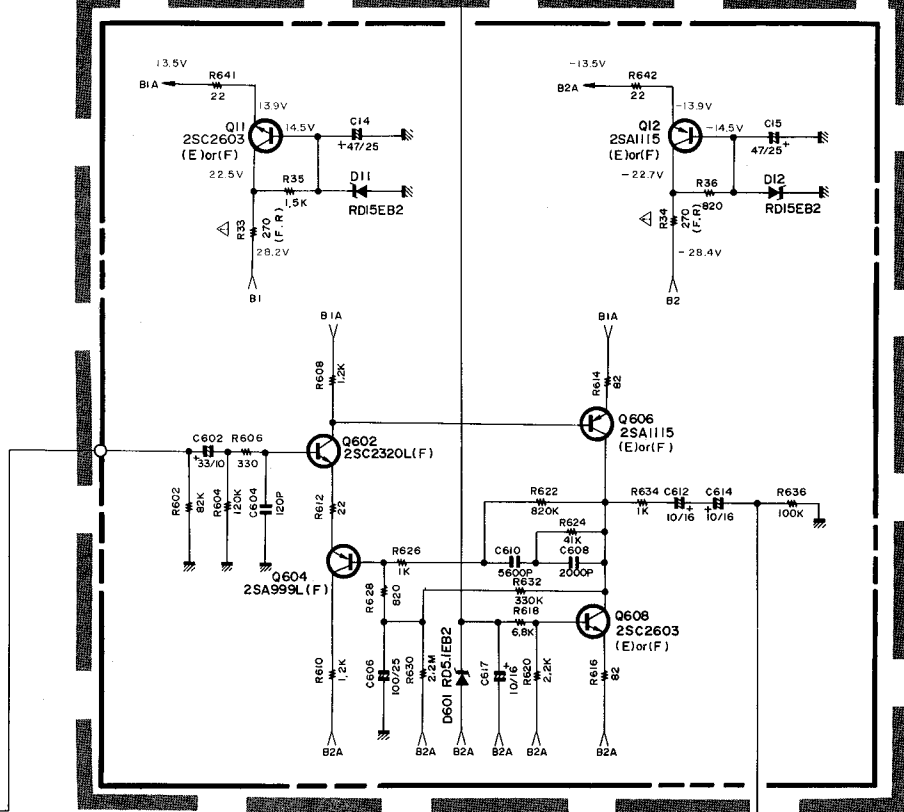 13.5V
-13.5V
B1A
R641
22
B2A
R642
22
13.9V
-13.9V
Q11
2SC2603
(E)or(F)
14.5V
C14
+47/25
Q12
2SA1115
(E)or(F)
-14.5V
C15
47/25+
22.5V
R35
1,5K
D11
RD15EB2
-22.7V
R36
820
D12
RD15EB2
R33
270
(F.R)
R34
270
(F.R)
28.2V
-28.4V
B1
B2
B1A
B1A
R608
1.2K
R614
82
Q606
2SA1115
(E)or(F)
Q602
2SC2320L(F)
C602
+33/10
R606
330
R602
82K
R604
120K
C604
120P
R612
22
R622
820K
R634
1K
C612
10/16
C614
+10/16
R636
100K
R624
41K
R626
1K
C610
5600P
C608
2000P
Q604
2SA999L(F)
R628
820
R632
330K
R618
6,8K
Q608
2SC2603
(E)or(F)
R610
1,2K
C606
100/25
R630
2.2M
D601 RD5.1EB2
C617
10/16
+
R620
2,2K
R616
82
B2A
B2A
B2A
B2A
B2A
B2A